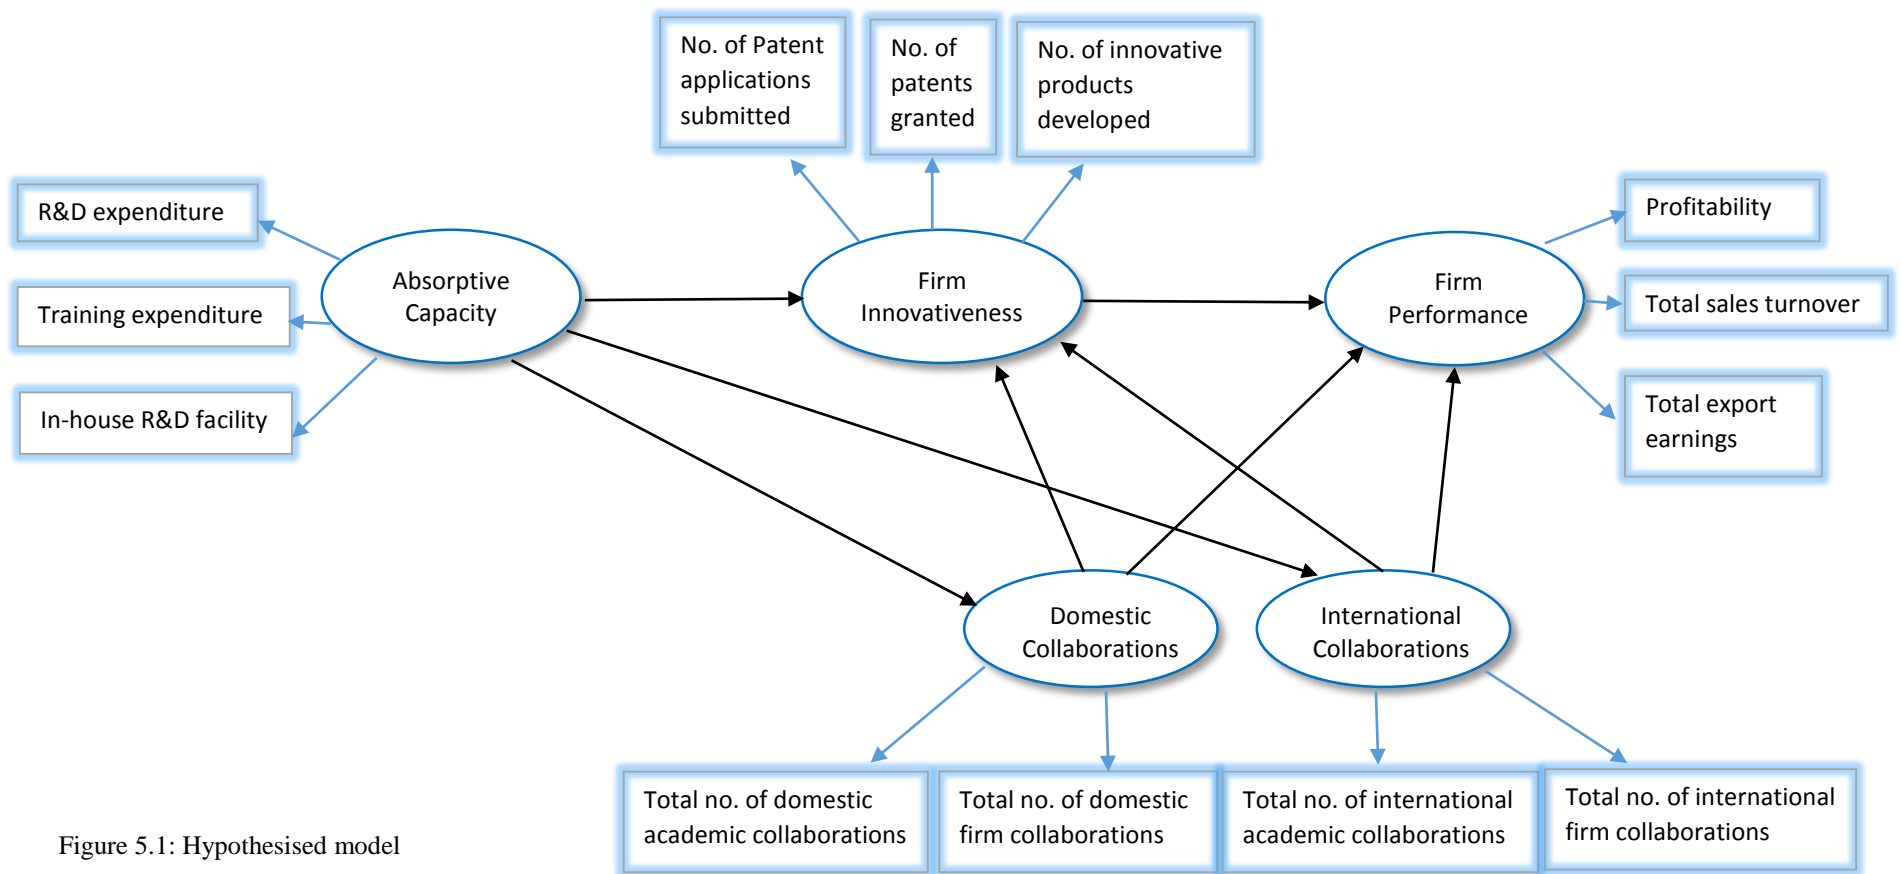 No. of Patent
applications
submitted
No. of
patents
granted
No. of innovative
products
developed
R&D expenditure
Training expenditure
In-house R&D facility
Absorptive
Capacity
Firm
Innovativeness
Firm
Performance
Profitability
Total sales turnover
Total export
earnings
Domestic
Collaborations
International
Collaborations
Total no. of domestic
academic collaborations
Total no. of domestic
firm collaborations
Total no. of international
academic collaborations
Total no. of international
firm collaborations
Figure 5.1: Hypothesised model